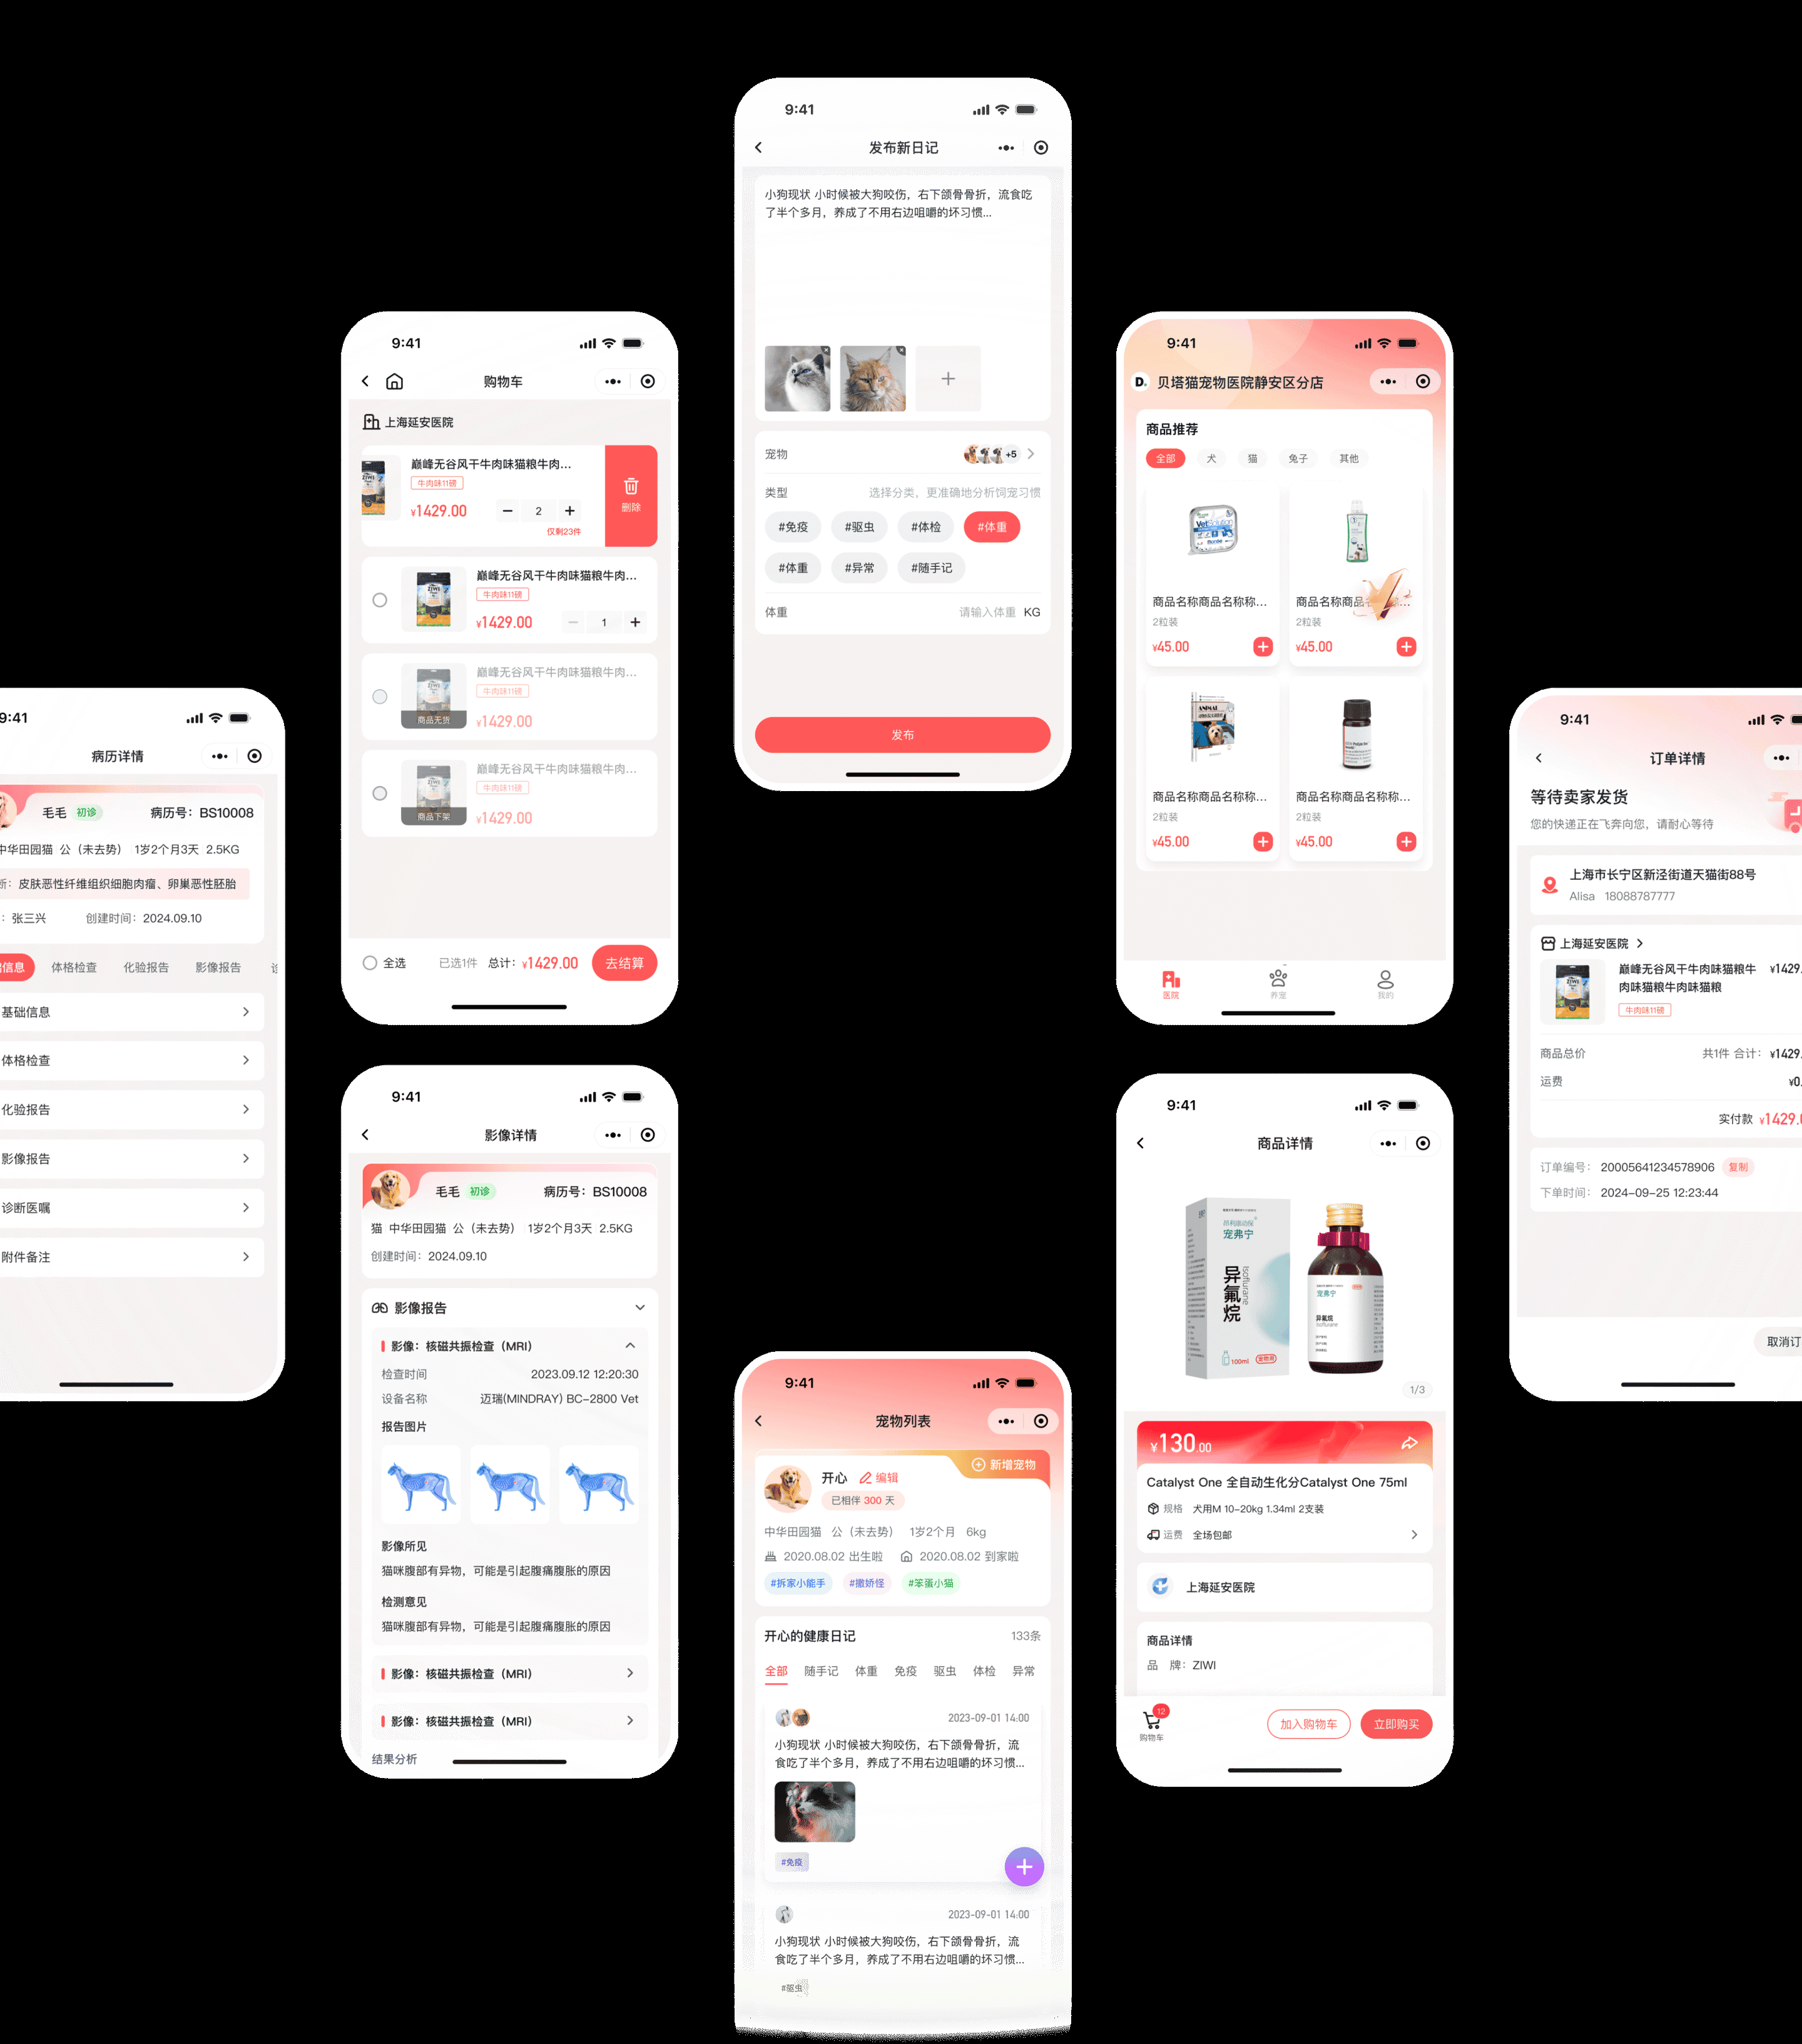 9:41
发布新日记
小狗现状 小时候被大狗咬伤，右下颌骨骨折，流食吃
了半个多月，养成了不用右边咀嚼的坏习惯...
宠物
+5
类型
选择分类，更准确地分析饲宠习惯
#免疫
#驱虫
#体检
#体重
#体重
#异常
#随手记
体重
请输入体重 KG
发布
9:41
购物车
上海延安医院
巅峰无谷风干牛肉味猫粮牛肉...
牛肉味11磅
¥1429.00
2
仅剩23件
删除
ZIWI
巅峰无谷风干牛肉味猫粮牛肉...
牛肉味11磅
¥1429.00
1
巅峰无谷风干牛肉味猫粮牛肉...
牛肉味11磅
商品无货
¥1429.00
巅峰无谷风干牛肉味猫粮牛肉...
牛肉味11磅
商品下架
¥1429.00
全选
已选1件 总计：¥1429.00
去结算
9:41
D.
贝塔猫宠物医院静安区分店
商品推荐
全部
犬
猫
兔子
其他
VetSolution
商品名称商品名称称...
2粒装
¥45.00
商品名称商品名称称...
2粒装
¥45.00
ANIMAL
商品名称商品名称称...
2粒装
¥45.00
商品名称商品名称称...
2粒装
¥45.00
医院
养宠
我的
9:41
病历详情
毛毛 初诊
病历号：BS10008
中华田园猫 公（未去势） 1岁2个月3天 2.5KG
断：皮肤恶性纤维组织细胞肉瘤、卵巢恶性胚胎
：张三兴
创建时间：2024.09.10
信息
体格检查
化验报告
影像报告
基础信息
体格检查
化验报告
影像报告
诊断医嘱
附件备注
9:41
订单详情
等待卖家发货
您的快递正在飞奔向您，请耐心等待
上海市长宁区新泾街道天猫街88号
Alisa 18088787777
上海延安医院
ZIWI
巅峰无谷风干牛肉味猫粮牛
肉味猫粮牛肉味猫粮
¥1429.
牛肉味11磅
商品总价
共1件 合计：¥1429.
运费
¥0.
实付款 ¥1429.0
订单编号： 20005641234578906 复制
下单时间： 2024-09-25 12:23:44
取消订
9:41
影像详情
毛毛 初诊
病历号：BS10008
猫 中华田园猫 公（未去势） 1岁2个月3天 2.5KG
创建时间：2024.09.10
影像报告
影像：核磁共振检查（MRI）
检查时间
2023.09.12 12:20:30
设备名称
迈瑞(MINDRAY) BC-2800 Vet
报告图片
影像所见
猫咪腹部有异物，可能是引起腹痛腹胀的原因
检测意见
猫咪腹部有异物，可能是引起腹痛腹胀的原因
影像：核磁共振检查（MRI）
影像：核磁共振检查（MRI）
结果分析
9:41
商品详情
宠弗宁
异氟烷
Isoflurane
100ml
宠弗宁
异氟烷
Isoflurane
1/3
¥130.00
Catalyst One 全自动生化分Catalyst One 75ml
规格 犬用M 10-20kg 1.34ml 2支装
运费 全场包邮
上海延安医院
商品详情
品 牌：ZIWI
12
购物车
加入购物车
立即购买
9:41
宠物列表
新增宠物
开心 编辑
已相伴 300 天
中华田园猫 公（未去势） 1岁2个月 6kg
2020.08.02 出生啦 2020.08.02 到家啦
#拆家小能手
#撒娇怪
#笨蛋小猫
开心的健康日记
133条
全部
随手记
体重
免疫
驱虫
体检
异常
2023-09-01 14:00
小狗现状 小时候被大狗咬伤，右下颌骨骨折，流
食吃了半个多月，养成了不用右边咀嚼的坏习惯...
#免疫
2023-09-01 14:00
小狗现状 小时候被大狗咬伤，右下颌骨骨折，流
食吃了半个多月，养成了不用右边咀嚼的坏习惯...
#驱虫